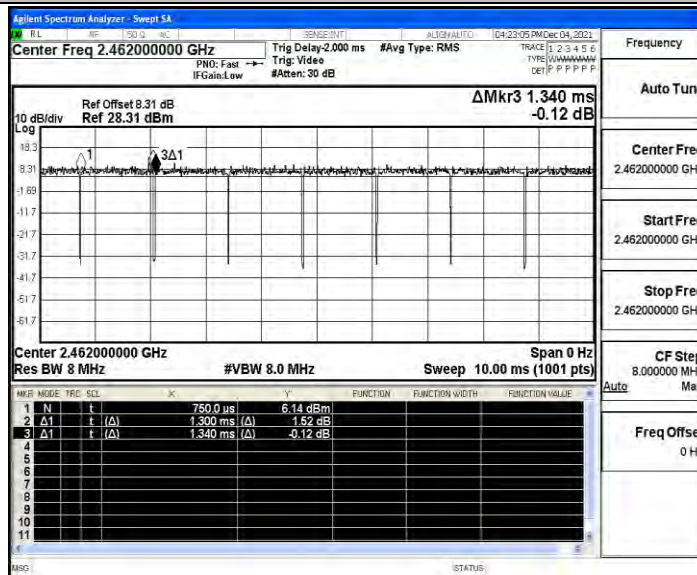 Agilent Spectrum Analyzer - Swept SA
RL RF 50 Ω AC SENSE:INT ALIGN AUTO 04:23:05 PM Dec 04, 2021
Center Freq 2.462000000 GHz
PNO: Fast
IFGain:Low
Trig Delay-2.000 ms
Trig: Video
#Atten: 30 dB
#Avg Type: RMS
TRACE 1 2 3 4 5 6
TYPE W
DET P P P P P P
ΔMkr3 1.340 ms
-0.12 dB
Ref Offset 8.31 dB
10 dB/div Ref 28.31 dBm
Log
18.3
8.31
-1.69
-11.7
-21.7
-31.7
-41.7
-51.7
-61.7
1
3Δ1
Center 2.462000000 GHz Span 0 Hz
Res BW 8 MHz #VBW 8.0 MHz Sweep 10.00 ms (1001 pts)
MKR MODE TRC SCL X Y FUNCTION FUNCTION WIDTH FUNCTION VALUE
1 N t 750.0 µs 6.14 dBm
2 Δ1 t (Δ) 1.300 ms (Δ) 1.52 dB
3 Δ1 t (Δ) 1.340 ms (Δ) -0.12 dB
4
5
6
7
8
9
10
11
MSG STATUS
Frequency
Auto Tun
Center Fre
2.462000000 GH
Start Fre
2.462000000 GH
Stop Fre
2.462000000 GH
CF Ste
8.000000 MH
Auto Ma
Freq Offse
0 H